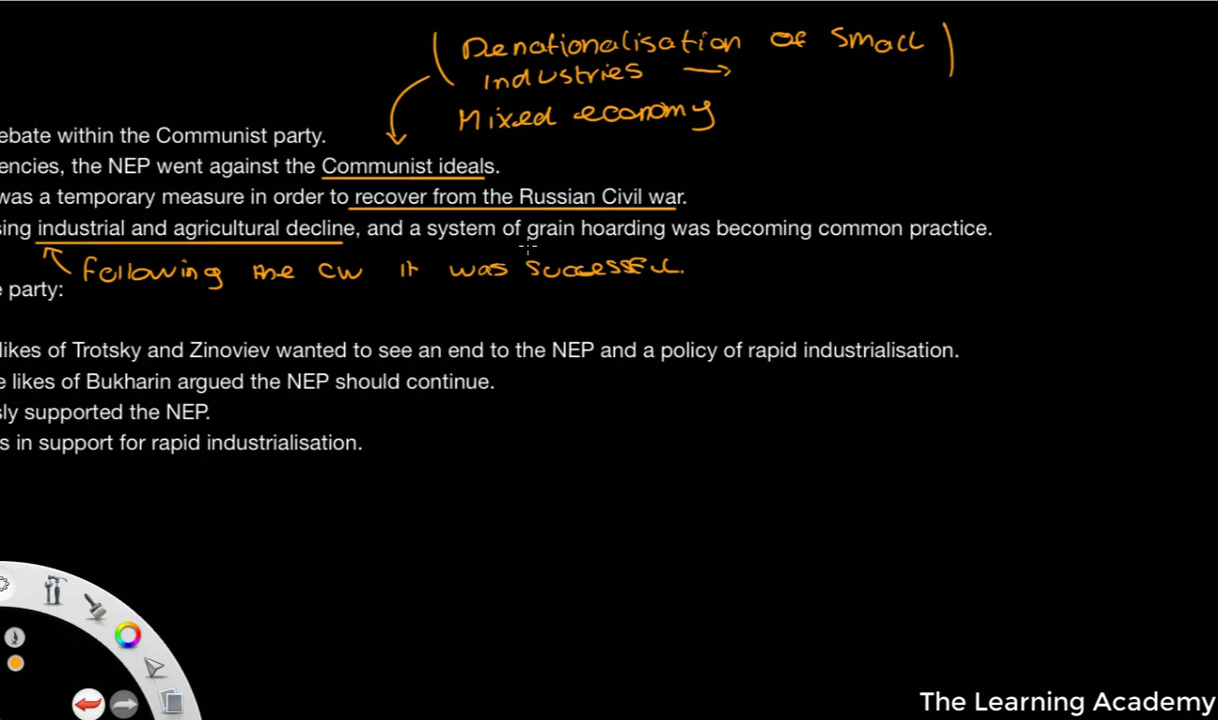 (Denationalisation of small)
industries →
Mixed economy
ebate within the Communist party.
encies, the NEP went against the Communist ideals.
was a temporary measure in order to recover from the Russian Civil war.
sing industrial and agricultural decline, and a system of grain hoarding was becoming common practice.
Following the CW it was successful.
e party:
likes of Trotsky and Zinoviev wanted to see an end to the NEP and a policy of rapid industrialisation.
e likes of Bukharin argued the NEP should continue.
sly supported the NEP.
s in support for rapid industrialisation.
The Learning Academy